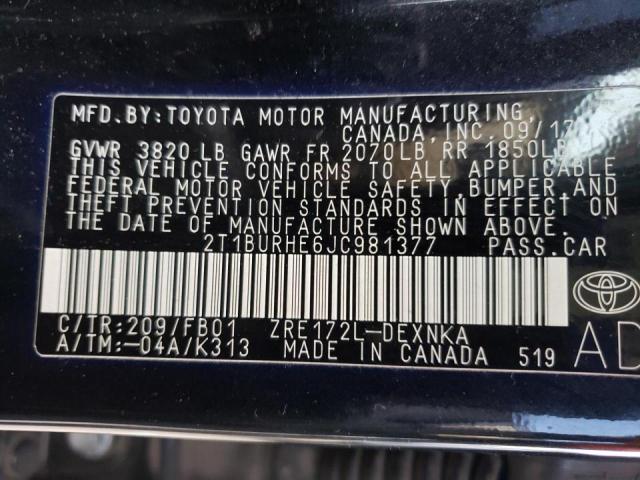 MFD.BY:TOYOTA MOTOR MANUFACTURING,
CANADA, INC. 09/17
GVWR 3820 LB GAWR FR 2070LB RR 1850LB
THIS VEHICLE CONFORMS TO ALL APPLICABLE
FEDERAL MOTOR VEHICLE SAFETY, BUMPER AND
THEFT PREVENTION STANDARDS IN EFFECT ON
THE DATE OF MANUFACTURE SHOWN ABOVE.
2T1BURHE6JC981377 PASS.CAR
C/TR:209/FB01 ZRE172L-DEXNKA
A/TM:-04A/K313 MADE IN CANADA 519
AD